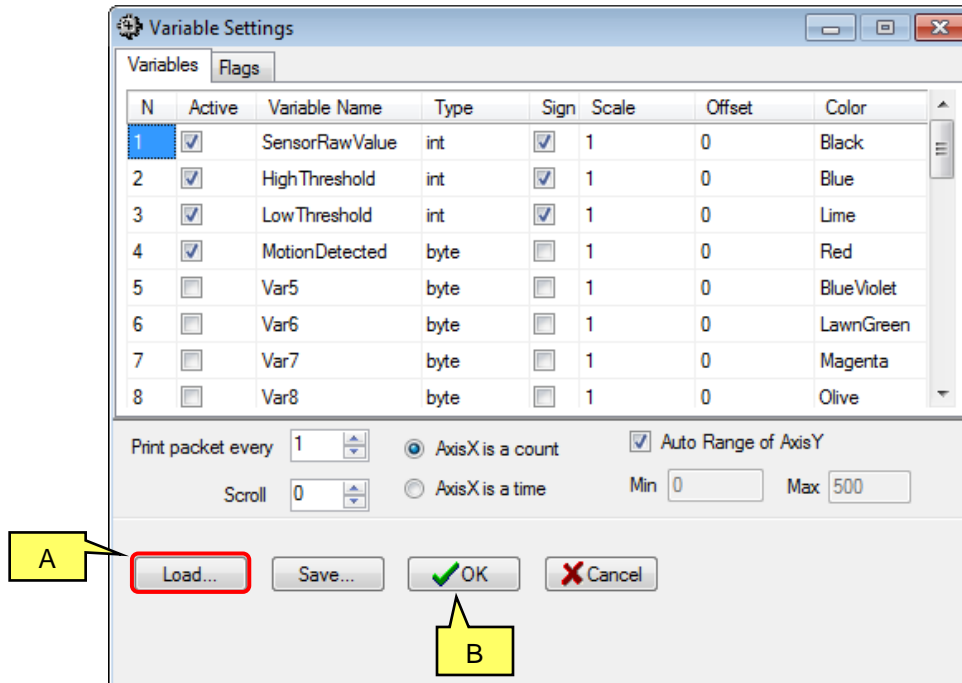 Variable Settings
Variables Flags
N Active Variable Name Type Sign Scale Offset Color
1 SensorRawValue int 1 0 Black
2 HighThreshold int 1 0 Blue
3 LowThreshold int 1 0 Lime
4 MotionDetected byte 1 0 Red
5 Var5 byte 1 0 BlueViolet
6 Var6 byte 1 0 LawnGreen
7 Var7 byte 1 0 Magenta
8 Var8 byte 1 0 Olive
Print packet every 1 AxisX is a count Auto Range of AxisY
Scroll 0 AxisX is a time Min 0 Max 500
A Load... Save... OK Cancel
B